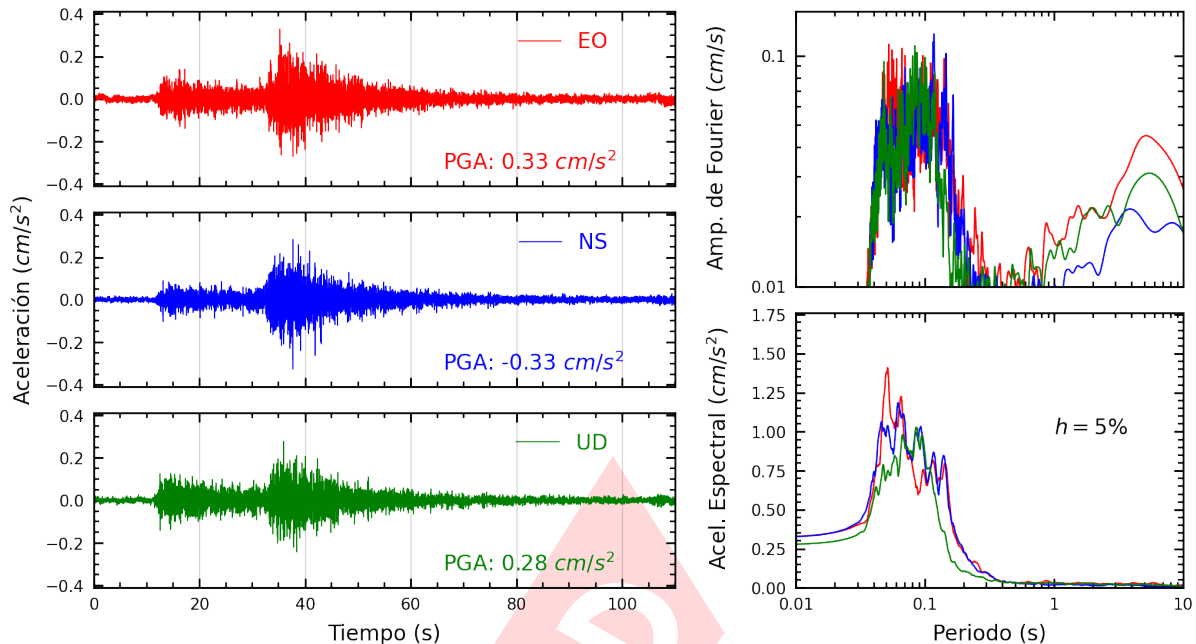 Aceleración (cm/s²)
0.4
0.2
0.0
−0.2
−0.4
EO
PGA: 0.33 cm/s²
0.4
0.2
0.0
−0.2
−0.4
NS
PGA: -0.33 cm/s²
0.4
0.2
0.0
−0.2
−0.4
UD
PGA: 0.28 cm/s²
0 20 40 60 80 100
Tiempo (s)
Amp. de Fourier (cm/s)
0.1
0.01
Acel. Espectral (cm/s²)
1.75
1.50
1.25
1.00
0.75
0.50
0.25
0.00
h = 5%
0.01 0.1 1 10
Periodo (s)